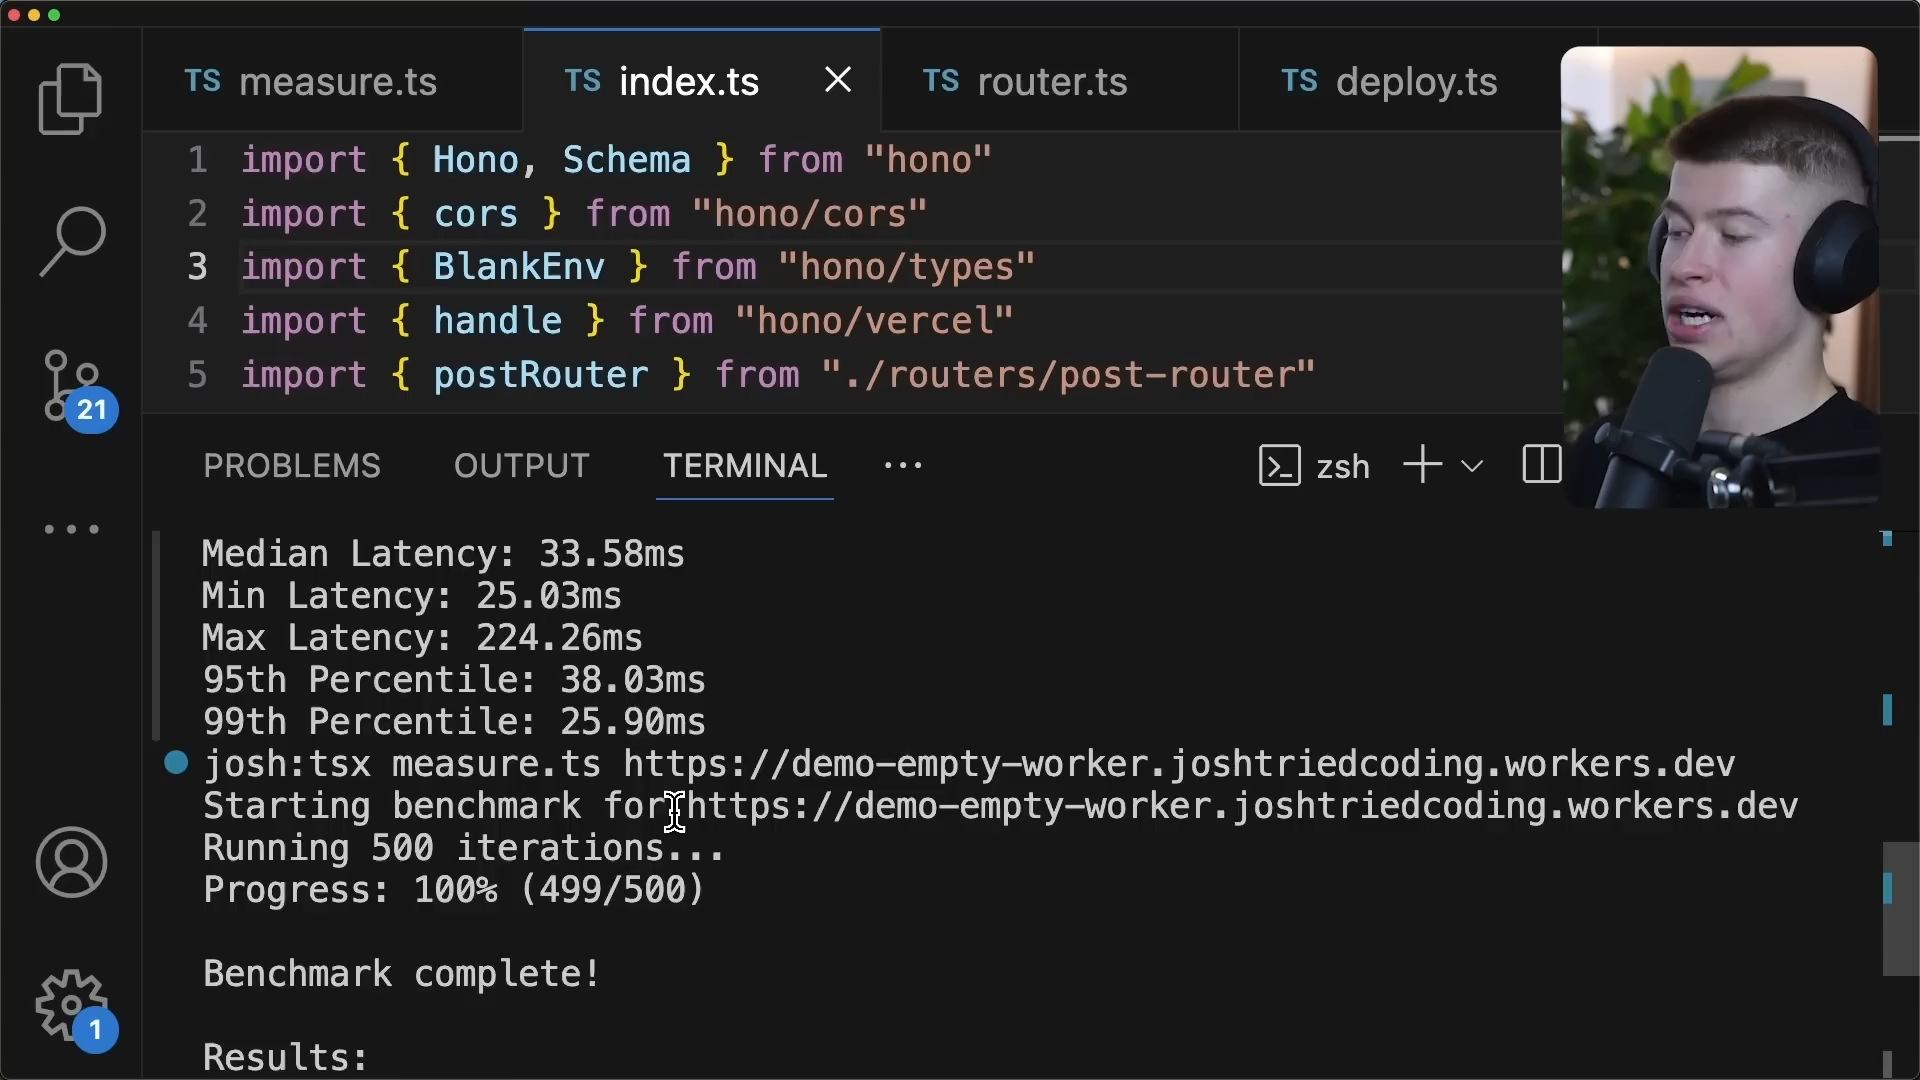 TS measure.ts
TS index.ts
TS router.ts
TS deploy.ts
1 import { Hono, Schema } from "hono"
2 import { cors } from "hono/cors"
3 import { BlankEnv } from "hono/types"
4 import { handle } from "hono/vercel"
5 import { postRouter } from "./routers/post-router"
21
PROBLEMS OUTPUT TERMINAL ...
zsh
Median Latency: 33.58ms
Min Latency: 25.03ms
Max Latency: 224.26ms
95th Percentile: 38.03ms
99th Percentile: 25.90ms
josh:tsx measure.ts https://demo-empty-worker.joshtriedcoding.workers.dev
Starting benchmark for https://demo-empty-worker.joshtriedcoding.workers.dev
Running 500 iterations...
Progress: 100% (499/500)
Benchmark complete!
1
Results: